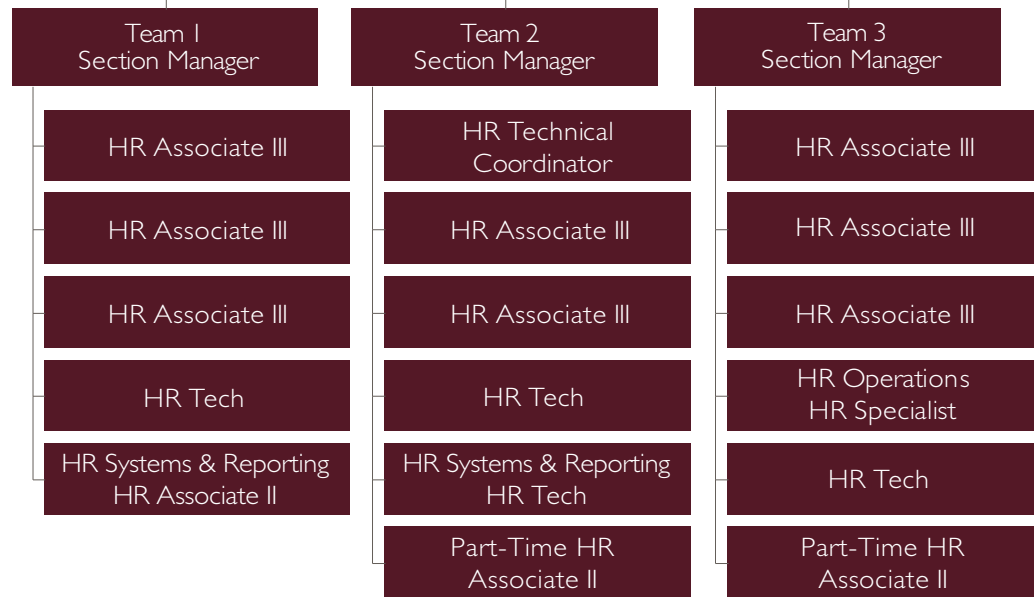 Team 1
Section Manager
HR Associate III
HR Associate III
HR Associate III
HR Tech
HR Systems & Reporting
HR Associate II
Team 2
Section Manager
HR Technical
Coordinator
HR Associate III
HR Associate III
HR Tech
HR Systems & Reporting
HR Tech
Part-Time HR
Associate II
Team 3
Section Manager
HR Associate III
HR Associate III
HR Associate III
HR Operations
HR Specialist
HR Tech
Part-Time HR
Associate II